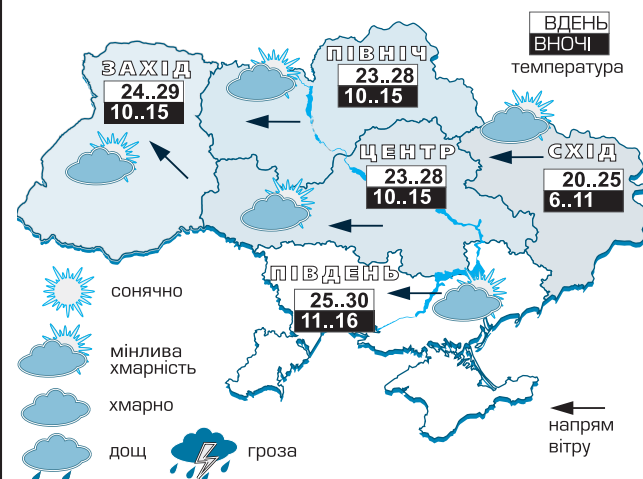 ВДЕНЬ
ВНОЧІ
температура
ПІВНІЧ
23..28
10..15
ЗАХІД
24..29
10..15
ЦЕНТР
23..28
10..15
СХІД
20..25
6..11
ПІВДЕНЬ
25..30
11..16
сонячно
мінлива
хмарність
хмарно
дощ
гроза
напрям
вітру